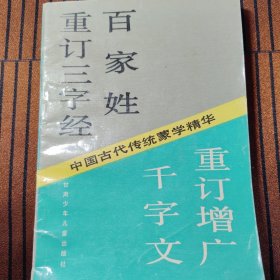 百家姓
重订三字经
中国古代传统蒙学精华
重订增广
千字文
甘肃少年儿童出版社